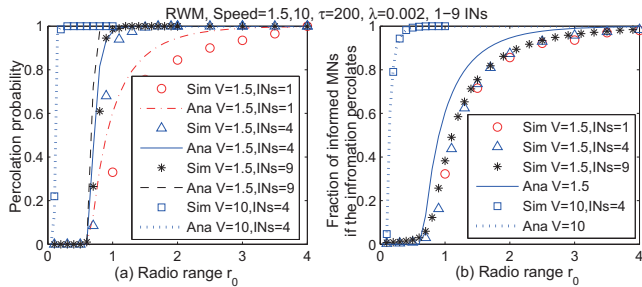 RWM, Speed=1.5,10, τ=200, λ=0.002, 1−9 INs
Percolation probability
1
0.8
0.6
0.4
0.2
0
Sim V=1.5,INs=1
Ana V=1.5,INs=1
Sim V=1.5,INs=4
Ana V=1.5,INs=4
Sim V=1.5,INs=9
Ana V=1.5,INs=9
Sim V=10,INs=4
Ana V=10,INs=4
0 1 2 3 4
(a) Radio range r0
Fraction of informed MNs
if the infromation percolates
1
0.8
0.6
0.4
0.2
0
Sim V=1.5,INs=1
Sim V=1.5,INs=4
Sim V=1.5,INs=9
Ana V=1.5
Sim V=10,INs=4
Ana V=10
0 1 2 3 4
(b) Radio range r0